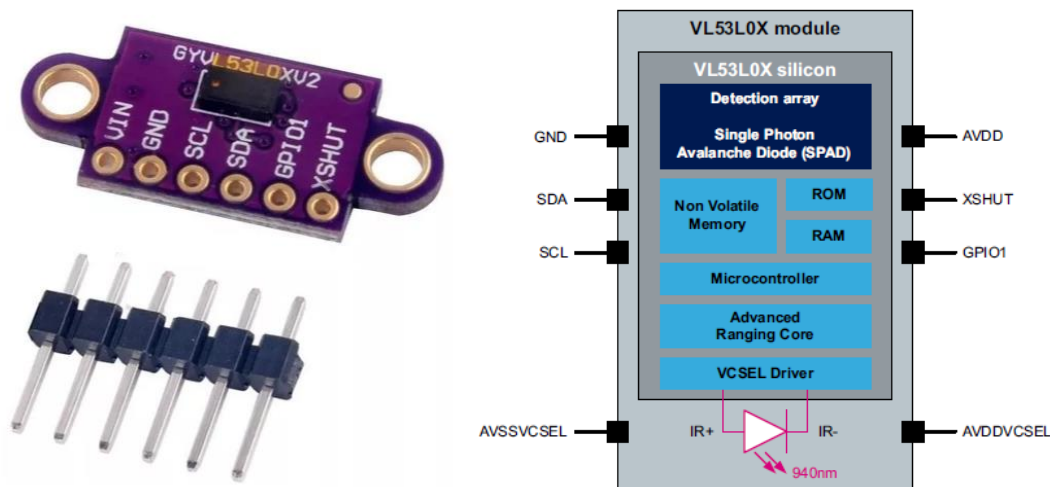 GYVL53L0XV2
VIN
GND
SCL
SDA
GPIO1
XSHUT
VL53L0X module
VL53L0X silicon
Detection array
Single Photon
Avalanche Diode (SPAD)
Non Volatile
Memory
ROM
RAM
Microcontroller
Advanced
Ranging Core
VCSEL Driver
GND
SDA
SCL
AVSSVCSEL
AVDD
XSHUT
GPIO1
AVDDVCSEL
IR+
IR-
940nm